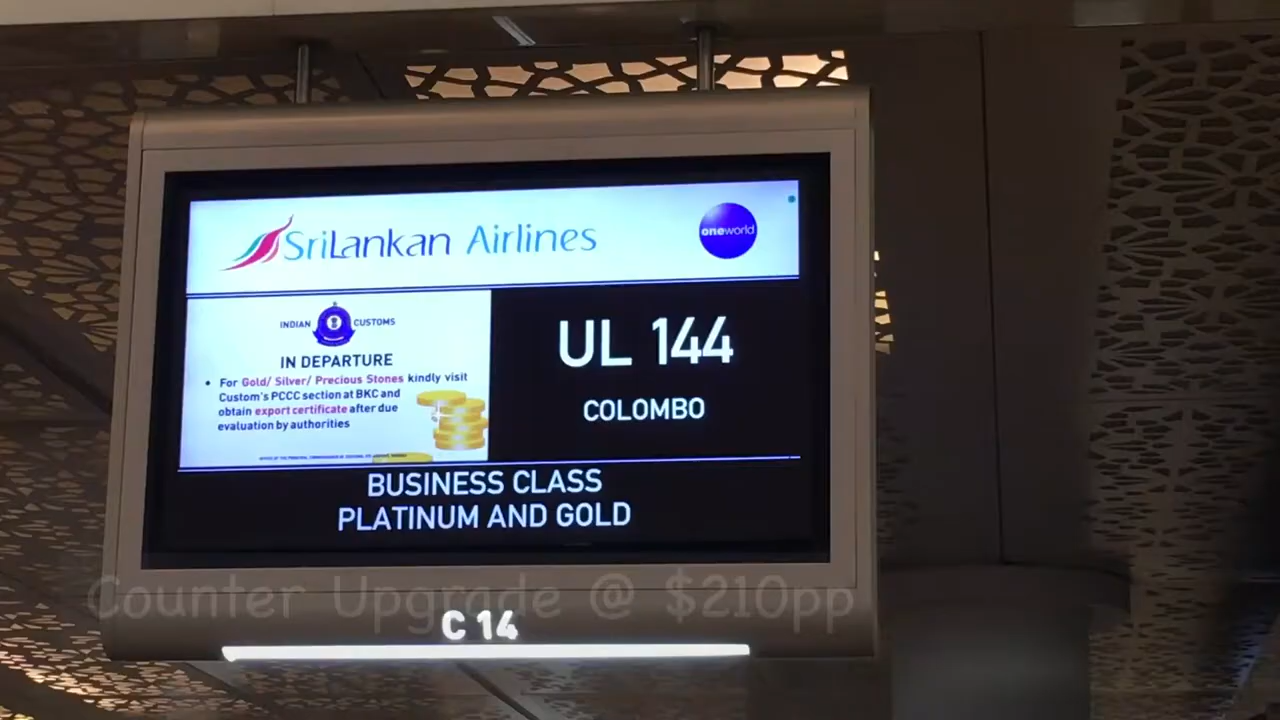 SriLankan Airlines
oneworld
INDIAN CUSTOMS
IN DEPARTURE
• For Gold/ Silver/ Precious Stones kindly visit
Custom's PCCC section at BKC and
obtain export certificate after due
evaluation by authorities
UL 144
COLOMBO
BUSINESS CLASS
PLATINUM AND GOLD
Counter Upgrade @ $210pp
C 14